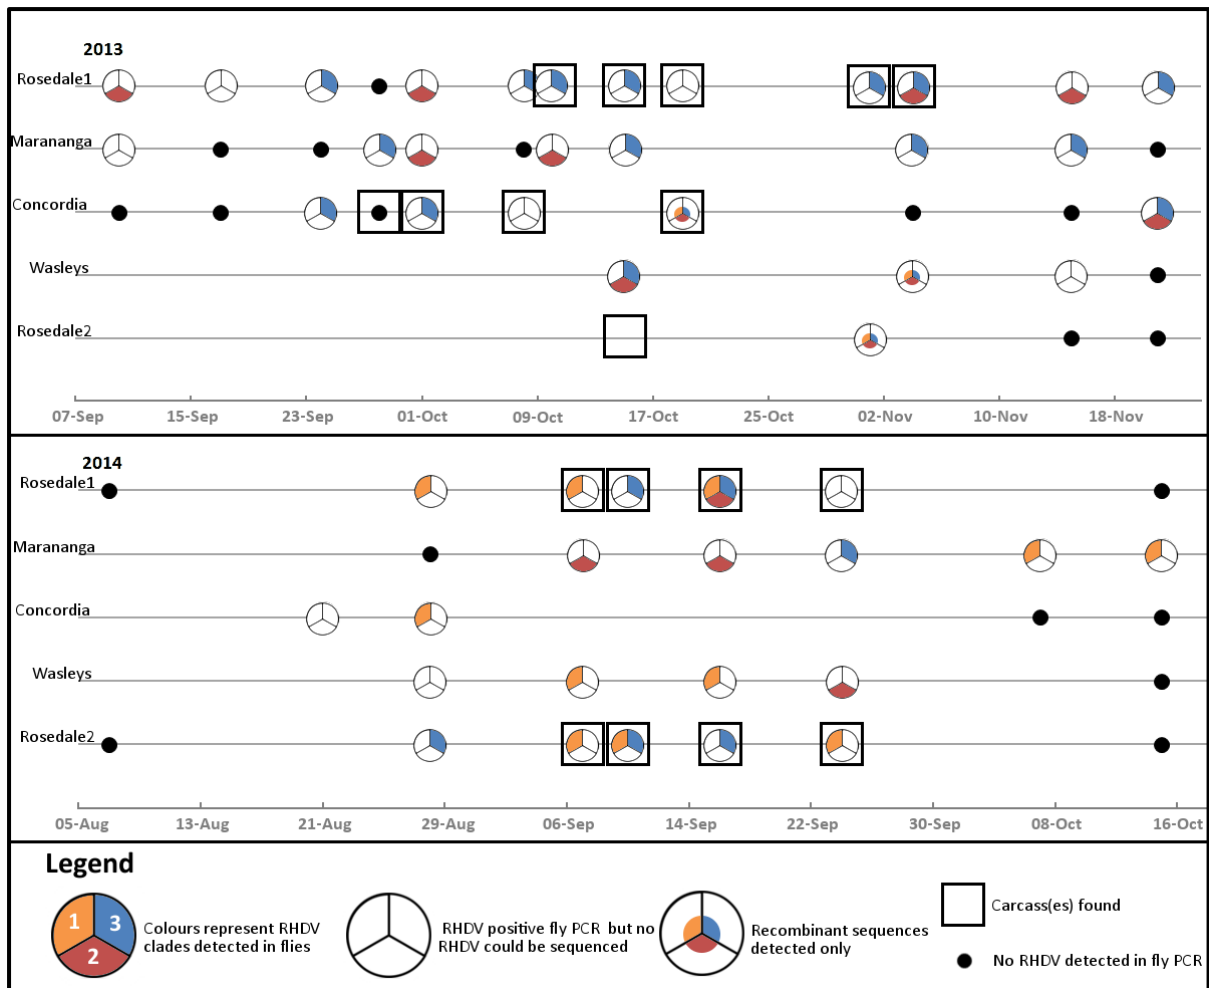 2013
Rosedale1
Marananga
Concordia
Wasleys
Rosedale2
07-Sep 15-Sep 23-Sep 01-Oct 09-Oct 17-Oct 25-Oct 02-Nov 10-Nov 18-Nov
2014
Rosedale1
Marananga
Concordia
Wasleys
Rosedale2
05-Aug 13-Aug 21-Aug 29-Aug 06-Sep 14-Sep 22-Sep 30-Sep 08-Oct 16-Oct
Legend
1 3
2
Colours represent RHDV
clades detected in flies
RHDV positive fly PCR but no
RHDV could be sequenced
Recombinant sequences
detected only
Carcass(es) found
No RHDV detected in fly PCR